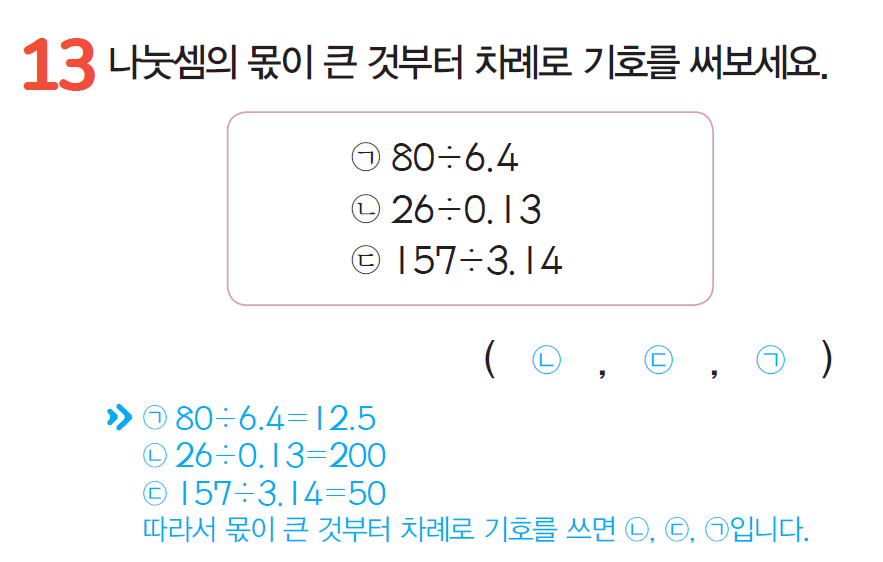 13 나눗셈의 몫이 큰 것부터 차례로 기호를 써보세요.
㉠ 80÷6.4
㉡ 26÷0.13
㉢ 157÷3.14
( ㉡ , ㉢ , ㉠ )
» ㉠ 80÷6.4=12.5
㉡ 26÷0.13=200
㉢ 157÷3.14=50
따라서 몫이 큰 것부터 차례로 기호를 쓰면 ㉡, ㉢, ㉠입니다.